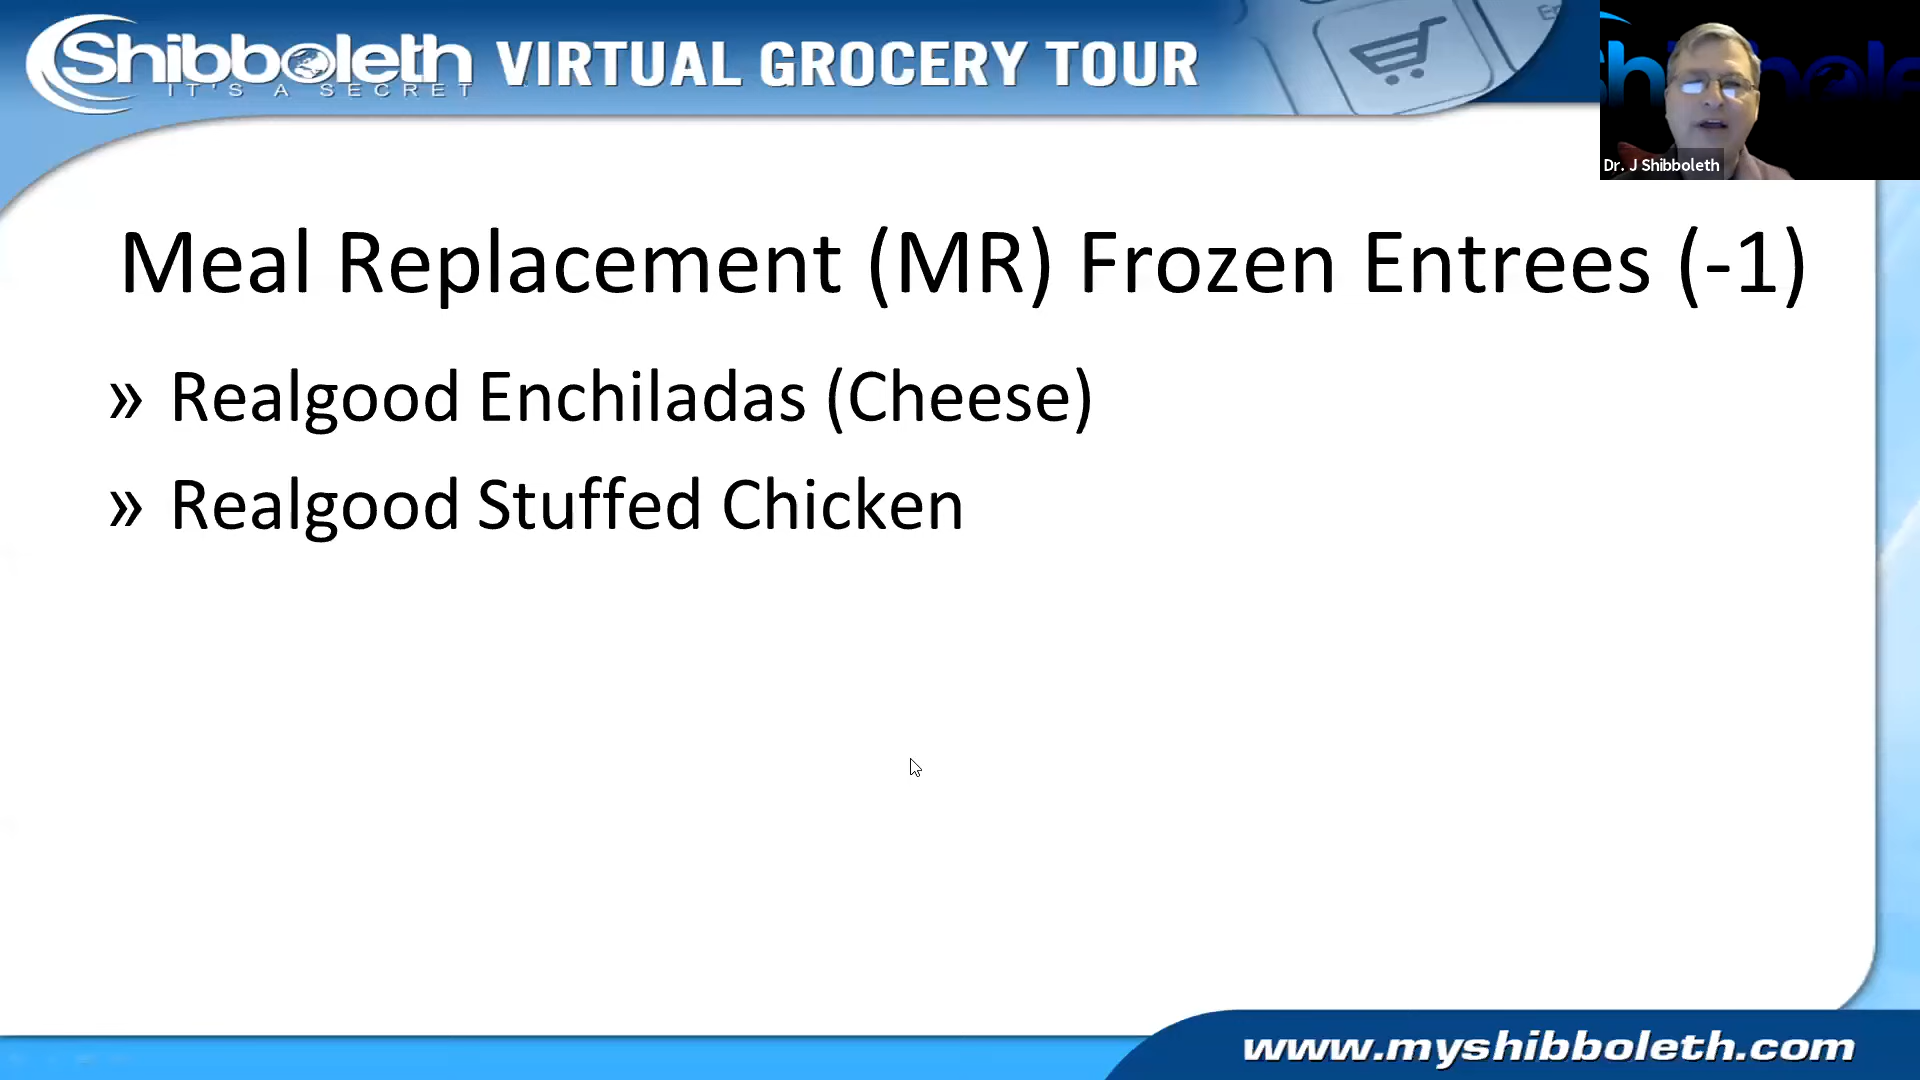 Shibboleth VIRTUAL GROCERY TOUR
IT'S A SECRET
Dr. J Shibboleth
Meal Replacement (MR) Frozen Entrees (-1)
» Realgood Enchiladas (Cheese)
» Realgood Stuffed Chicken
www.myshibboleth.com